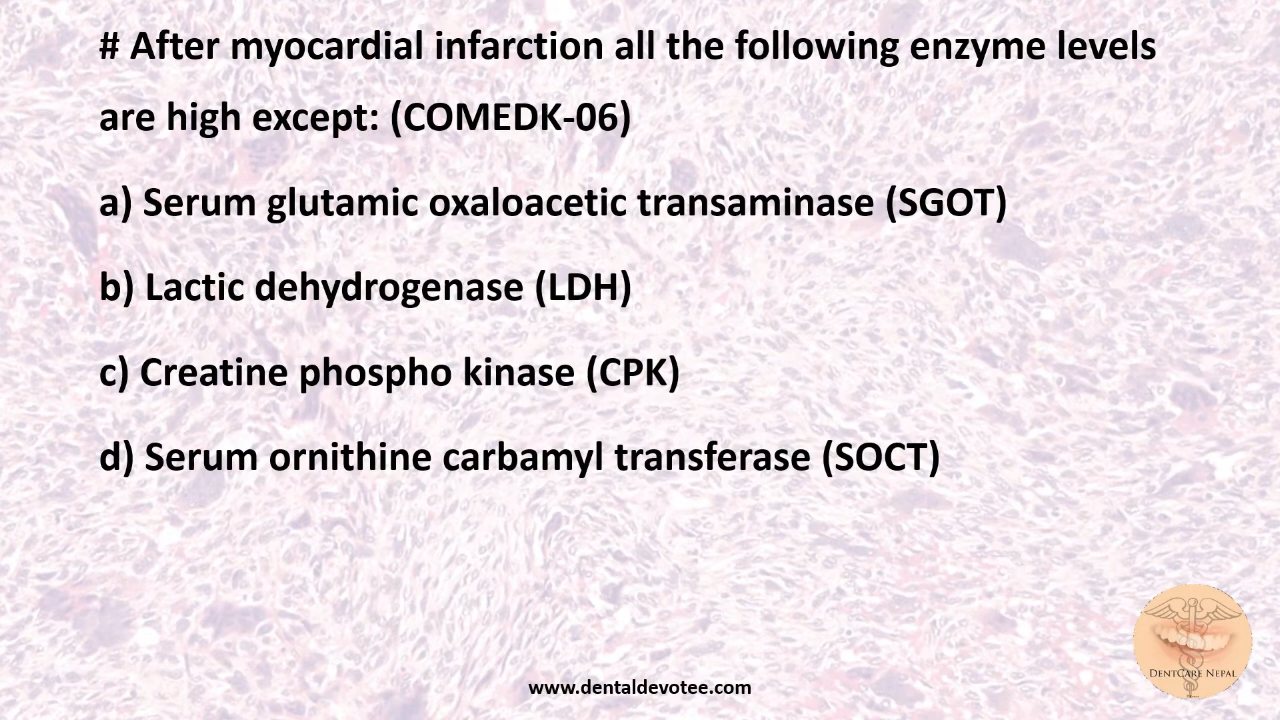 # After myocardial infarction all the following enzyme levels
are high except: (COMEDK-06)
a) Serum glutamic oxaloacetic transaminase (SGOT)
b) Lactic dehydrogenase (LDH)
c) Creatine phospho kinase (CPK)
d) Serum ornithine carbamyl transferase (SOCT)
DENTCARE NEPAL
www.dentaldevotee.com